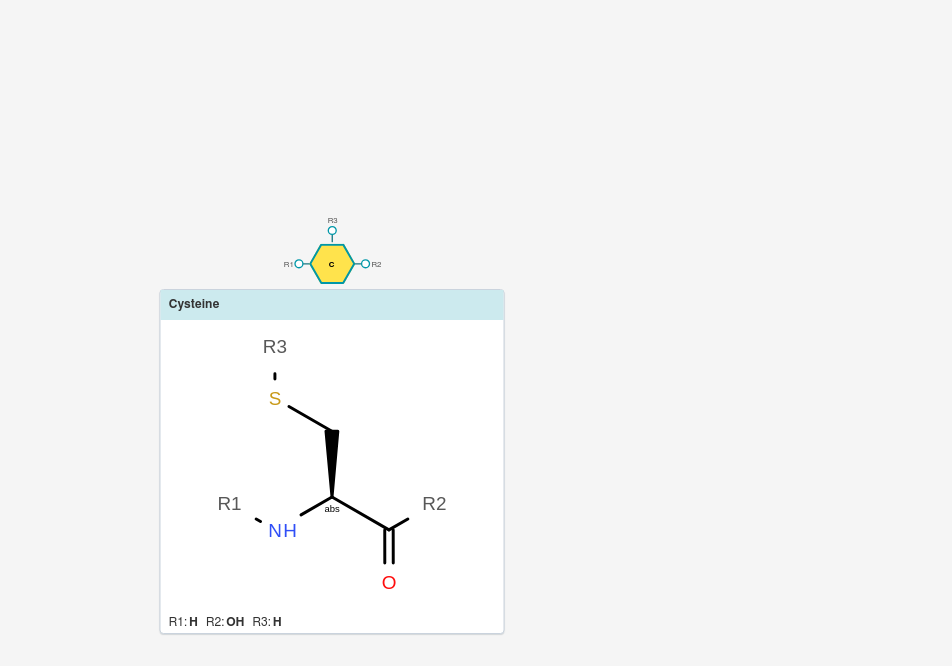 R3
R1 C R2
Cysteine
R3
S
abs
R1 R2
NH
O
R1: H R2: OH R3: H